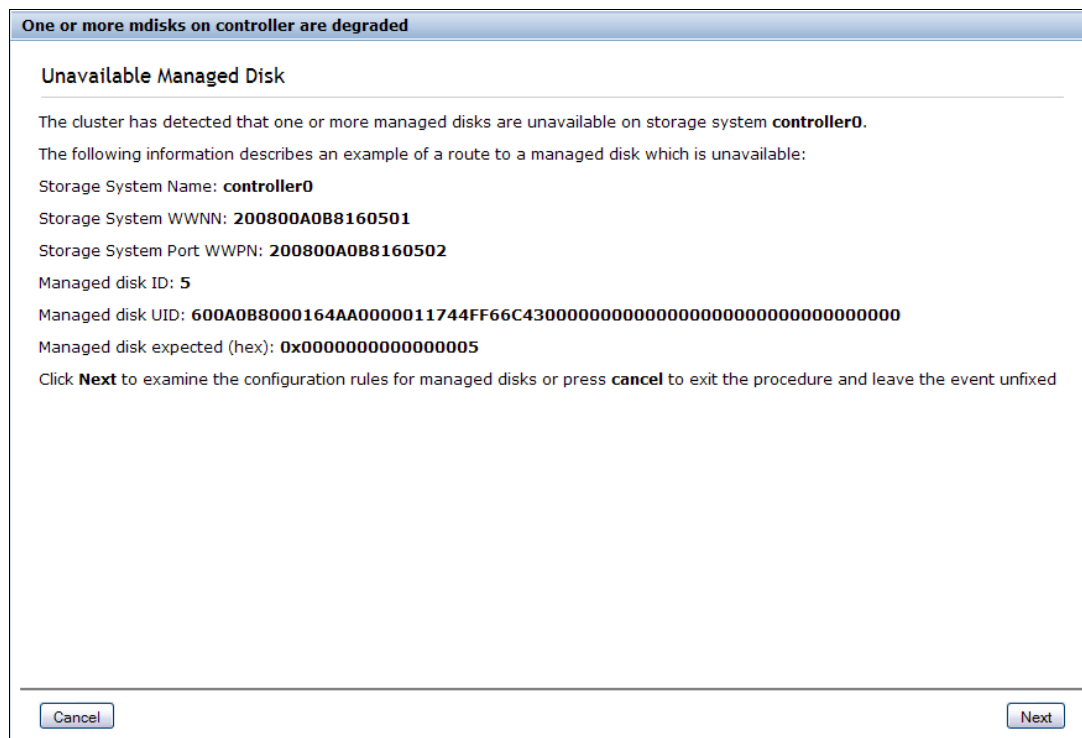 One or more mdisks on controller are degraded
Unavailable Managed Disk
The cluster has detected that one or more managed disks are unavailable on storage system controller0.
The following information describes an example of a route to a managed disk which is unavailable:
Storage System Name: controller0
Storage System WWNN: 200800A0B8160501
Storage System Port WWPN: 200800A0B8160502
Managed disk ID: 5
Managed disk UID: 600A0B8000164AA0000011744FF66C4300000000000000000000000000000000
Managed disk expected (hex): 0x0000000000000005
Click Next to examine the configuration rules for managed disks or press cancel to exit the procedure and leave the event unfixed
Cancel
Next